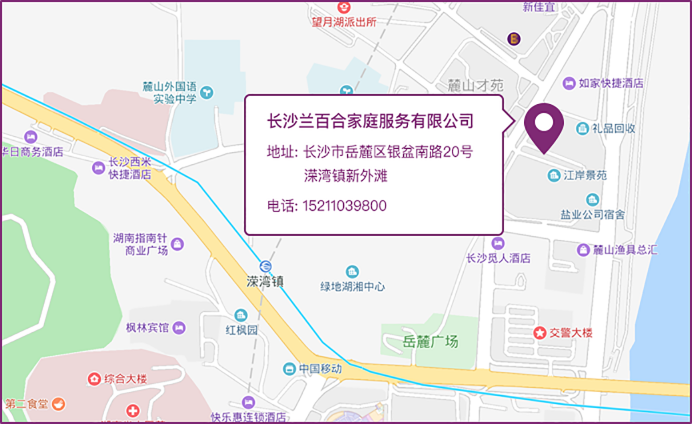 新佳宜
望月湖派出所
麓山外国语
实验中学
麓山才苑
如家快捷酒店
长沙兰百合家庭服务有限公司
地址: 长沙市岳麓区银盆南路20号
溁湾镇新外滩
电话: 15211039800
礼品回收
华日商务酒店
长沙西米
快捷酒店
江岸景苑
盐业公司宿舍
湖南指南针
商业广场
长沙觅人酒店
麓山渔具总汇
溁湾镇
绿地湖湘中心
枫林宾馆
红枫园
岳麓广场
交警大楼
中国移动
综合大楼
第二食堂
快乐惠连锁酒店